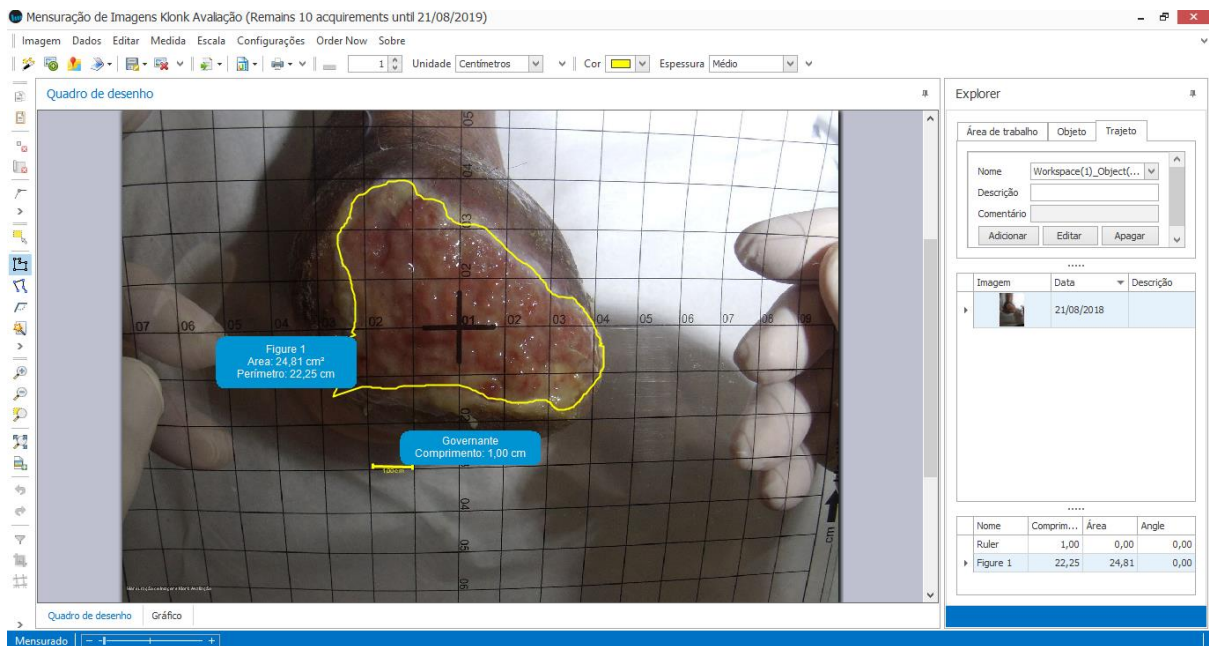 Mensuração de Imagens Klonk Avaliação (Remains 10 acquirements until 21/08/2019)
Imagem Dados Editar Medida Escala Configurações Order Now Sobre
1 Unidade Centímetros Cor Espessura Médio
Quadro de desenho
05
04
03
02
07 06 05 04 03 02 01 02 03 04 05 06 07 08 09
Figure 1
Area: 24,81 cm²
Perímetro: 22,25 cm
02
Governante
Comprimento: 1,00 cm
1,00 cm
04
05
06
cm
Quadro de desenho Gráfico
Mensurado
Explorer
Área de trabalho Objeto Trajeto
Nome Workspace(1)_Object(...
Descrição
Comentário
Adicionar Editar Apagar
Imagem Data Descrição
21/08/2018
Nome Comprim... Área Angle
Ruler 1,00 0,00 0,00
Figure 1 22,25 24,81 0,00